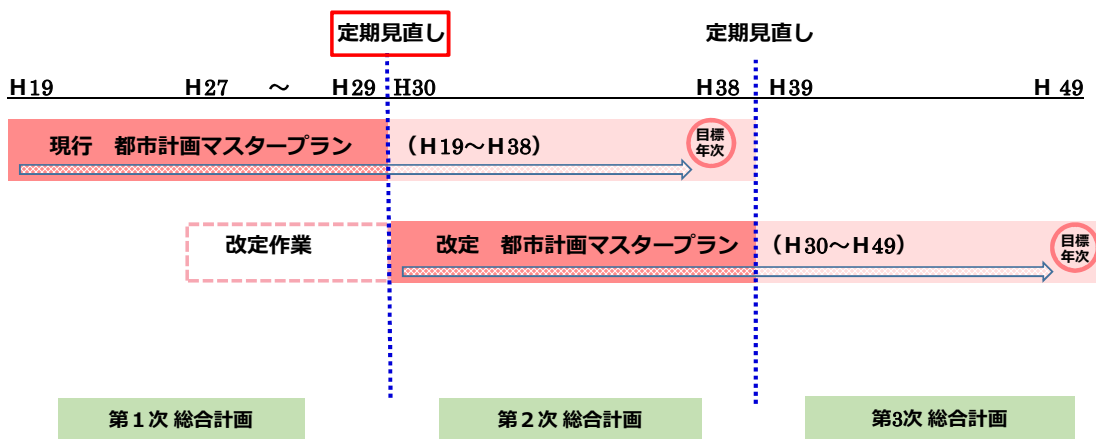 定期見直し 定期見直し
H19 H27 ～ H29 H30 H38 H39 H 49
現行 都市計画マスタープラン (H19～H38) 目標
年次
改定作業 改定 都市計画マスタープラン (H30～H49) 目標
年次
第1次 総合計画 第2次 総合計画 第3次 総合計画